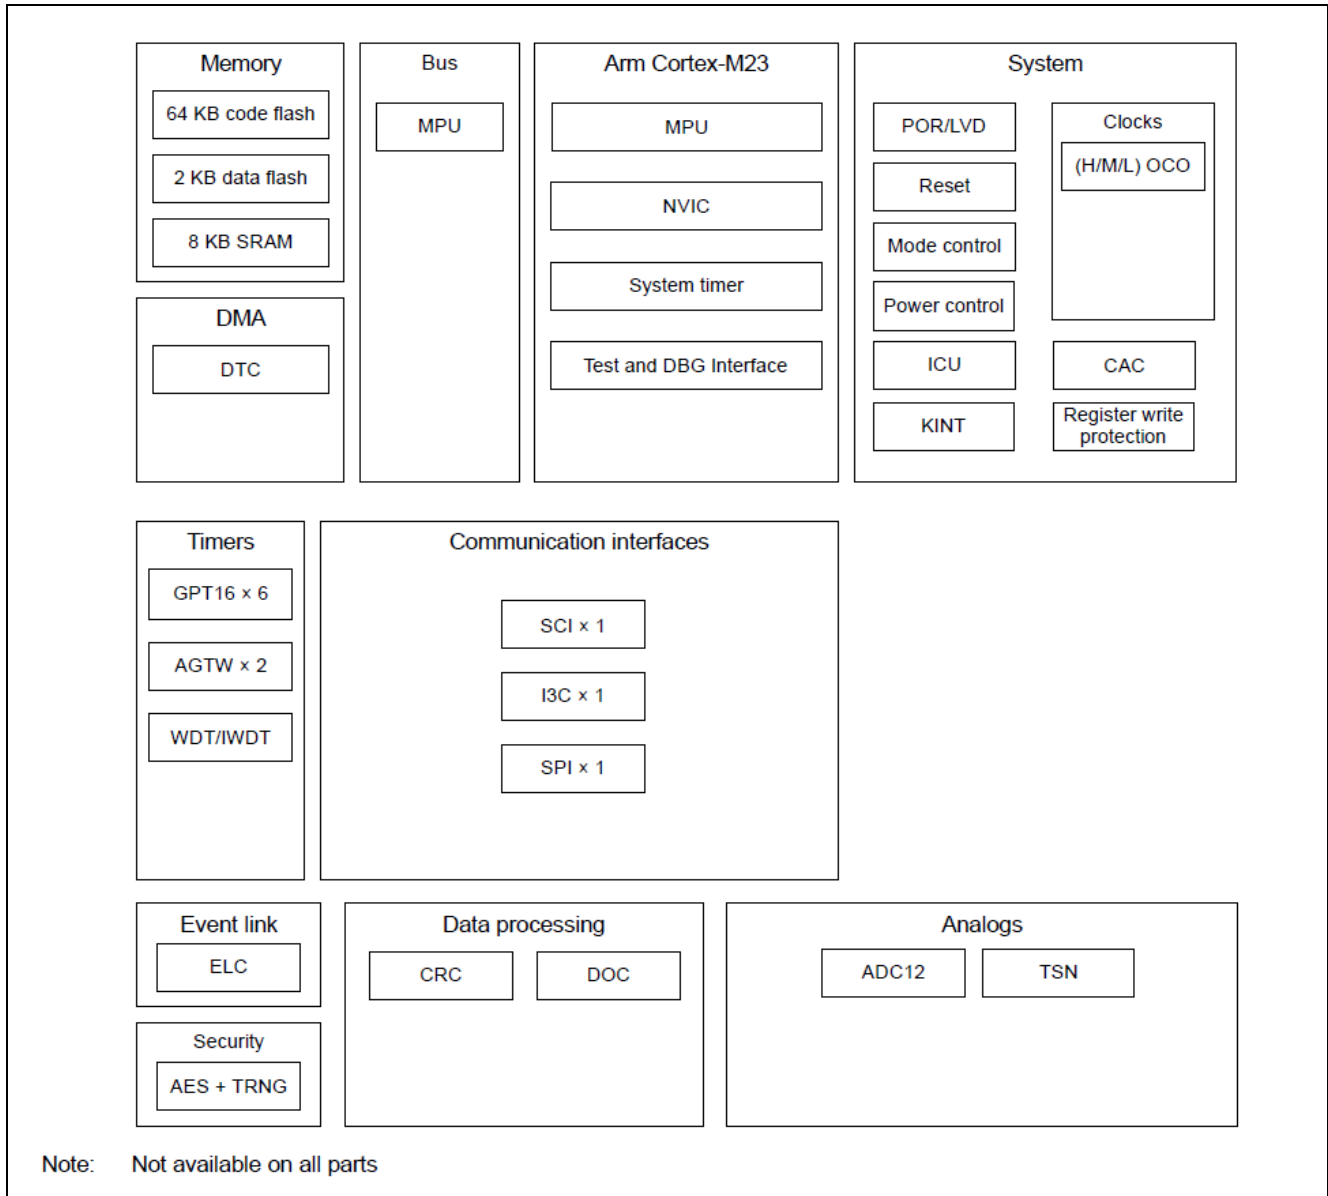 Memory
64 KB code flash
2 KB data flash
8 KB SRAM
DMA
DTC
Bus
MPU
Arm Cortex-M23
MPU
NVIC
System timer
Test and DBG Interface
System
POR/LVD
Reset
Mode control
Power control
ICU
KINT
Clocks
(H/M/L) OCO
CAC
Register write
protection
Timers
GPT16 × 6
AGTW × 2
WDT/IWDT
Communication interfaces
SCI × 1
I3C × 1
SPI × 1
Event link
ELC
Security
AES + TRNG
Data processing
CRC
DOC
Analogs
ADC12
TSN
Note: Not available on all parts